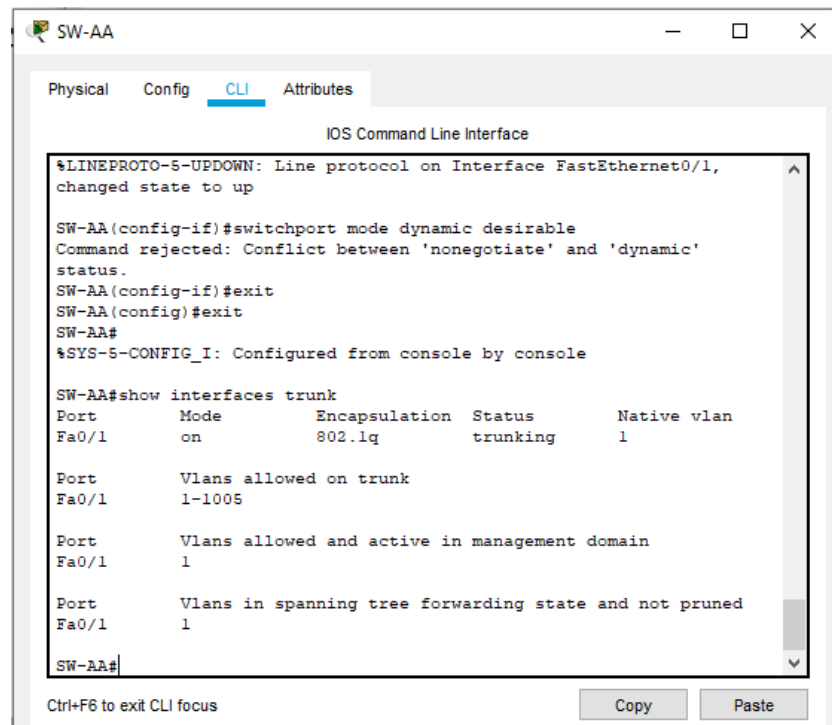 SW-AA
Physical Config CLI Attributes
IOS Command Line Interface
%LINEPROTO-5-UPDOWN: Line protocol on Interface FastEthernet0/1,
changed state to up
SW-AA(config-if)#switchport mode dynamic desirable
Command rejected: Conflict between 'nonegotiate' and 'dynamic'
status.
SW-AA(config-if)#exit
SW-AA(config)#exit
SW-AA#
%SYS-5-CONFIG_I: Configured from console by console
SW-AA#show interfaces trunk
Port Mode Encapsulation Status Native vlan
Fa0/1 on 802.1q trunking 1
Port Vlans allowed on trunk
Fa0/1 1-1005
Port Vlans allowed and active in management domain
Fa0/1 1
Port Vlans in spanning tree forwarding state and not pruned
Fa0/1 1
SW-AA#
Ctrl+F6 to exit CLI focus Copy Paste